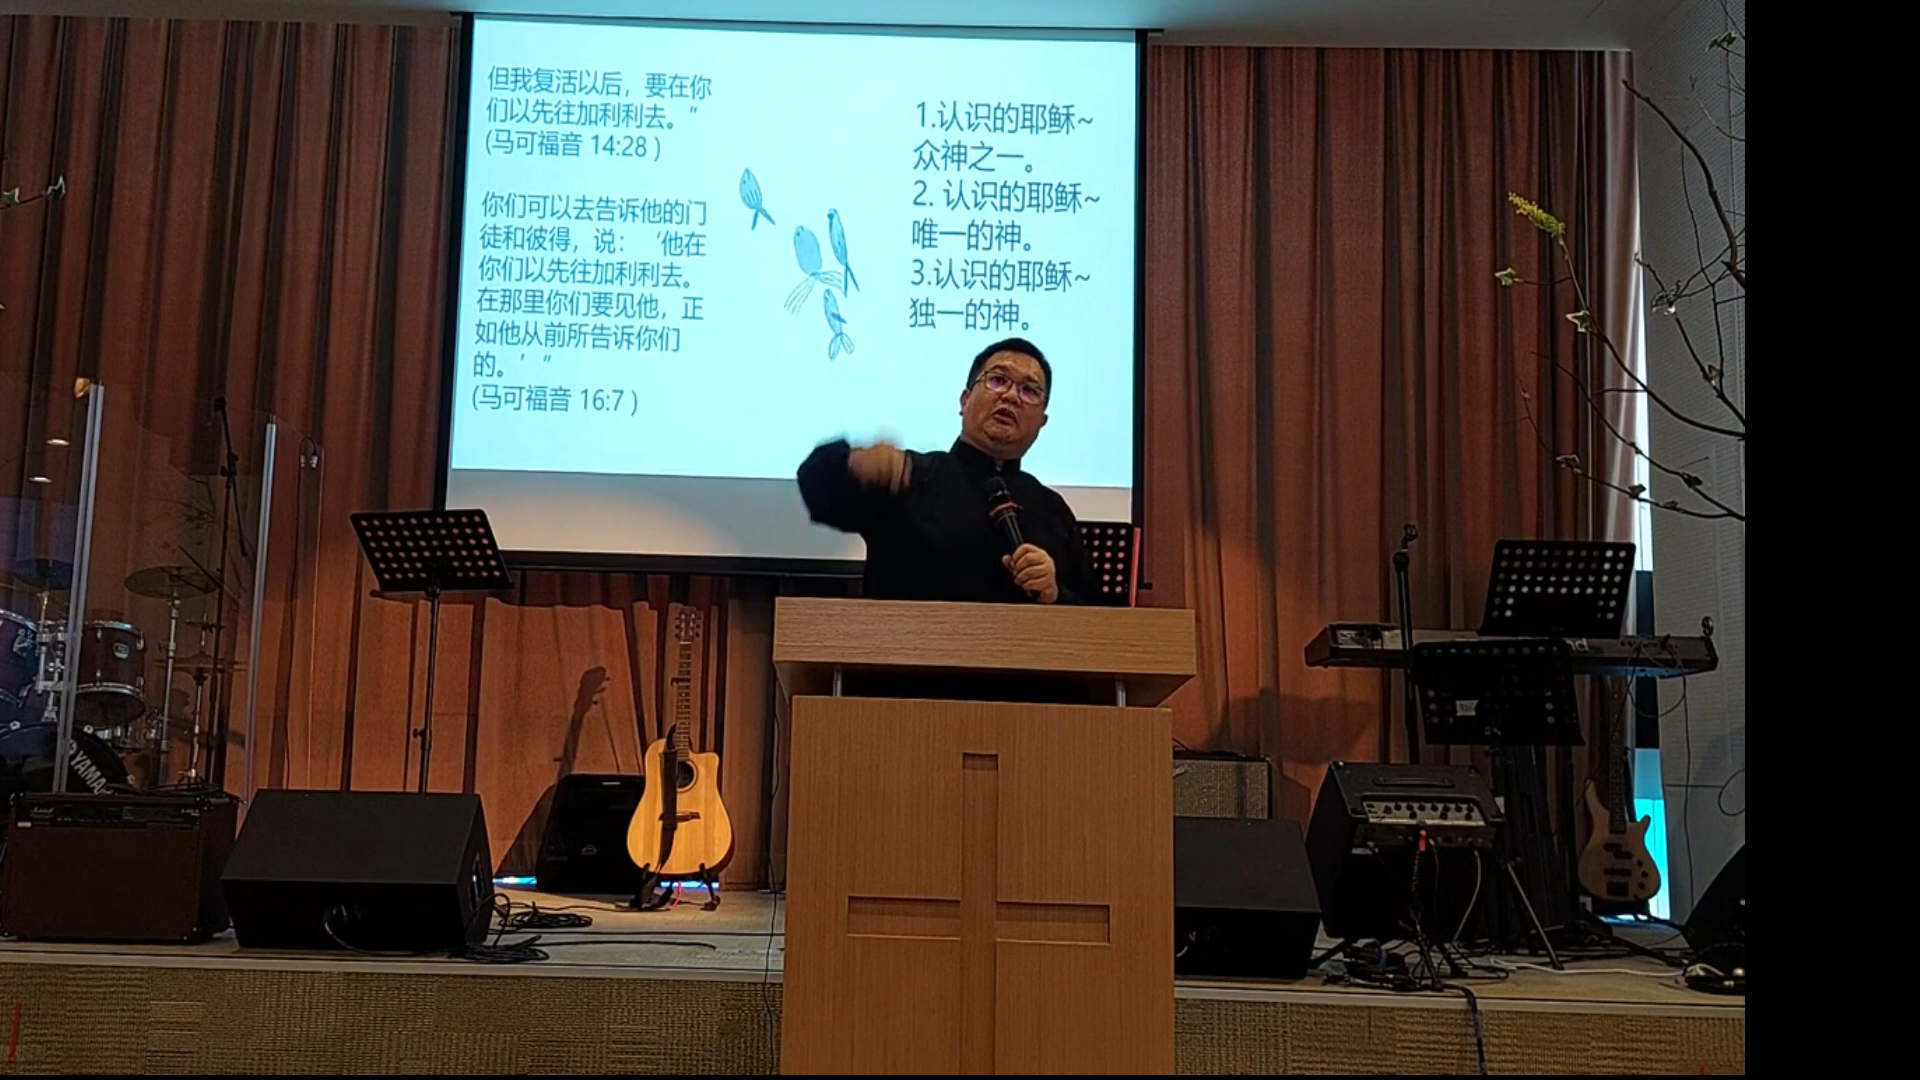 但我复活以后，要在你
们以先往加利利去。”
(马可福音 14:28 )
你们可以去告诉他的门
徒和彼得，说：‘他在
你们以先往加利利去。
在那里你们要见他，正
如他从前所告诉你们
的。’”
(马可福音 16:7 )
1.认识的耶稣~
众神之一。
2. 认识的耶稣~
唯一的神。
3.认识的耶稣~
独一的神。
YAMA